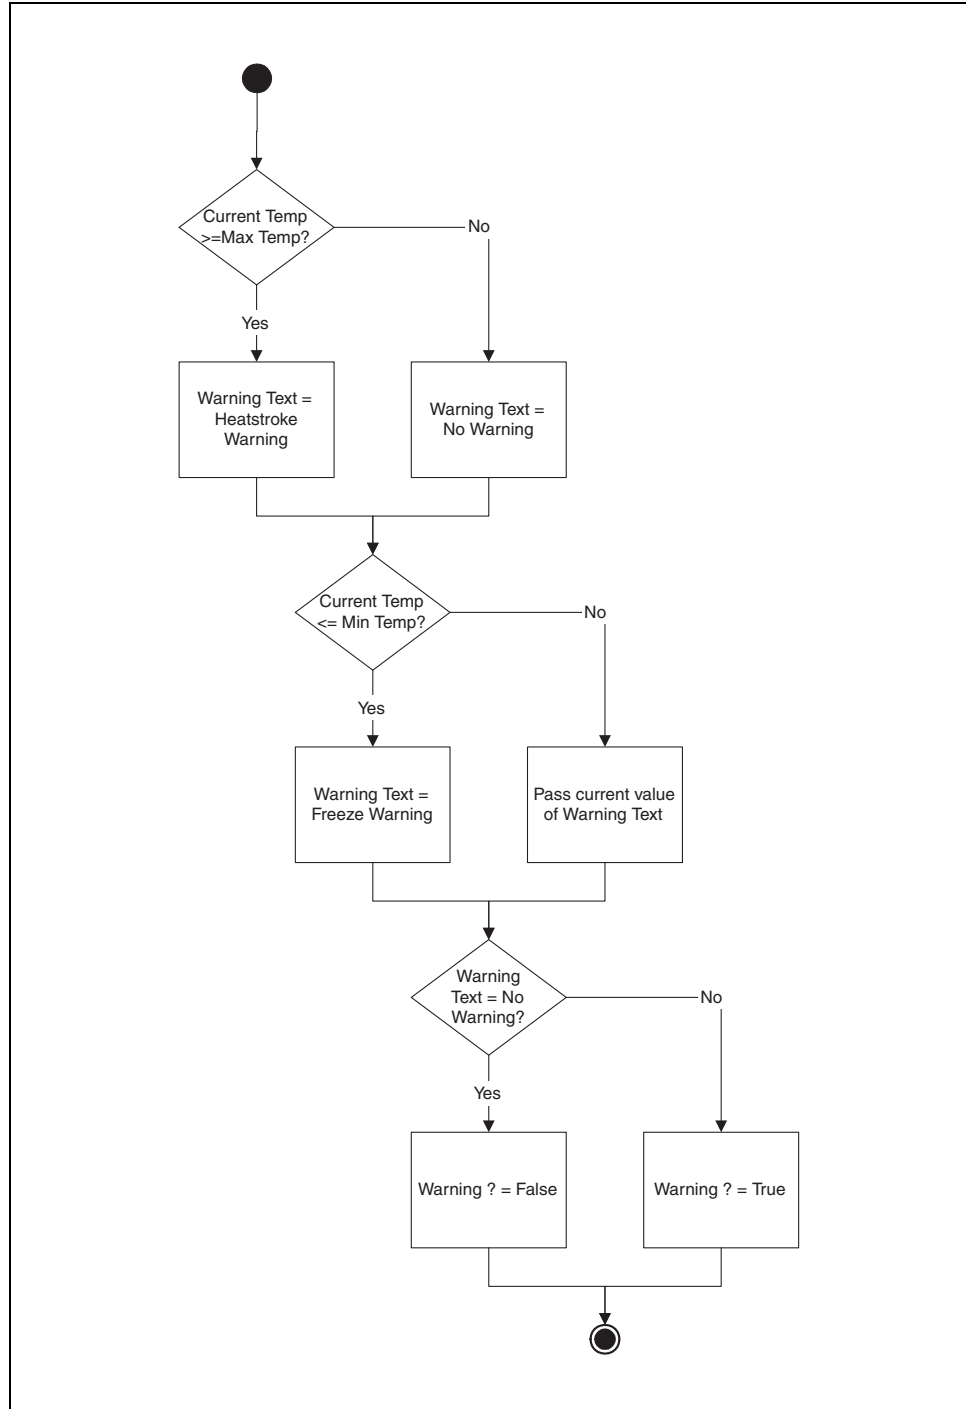 Current Temp
>=Max Temp?
No
Yes
Warning Text =
Heatstroke
Warning
Warning Text =
No Warning
Current Temp
<= Min Temp?
No
Yes
Warning Text =
Freeze Warning
Pass current value
of Warning Text
Warning
Text = No
Warning?
No
Yes
Warning ? = False
Warning ? = True